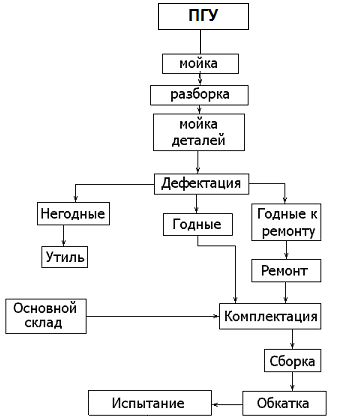 ПГУ
мойка
разборка
мойка
деталей
Дефектация
Негодные
Годные
Годные к
ремонту
Утиль
Ремонт
Основной
склад
Комплектация
Сборка
Испытание
Обкатка